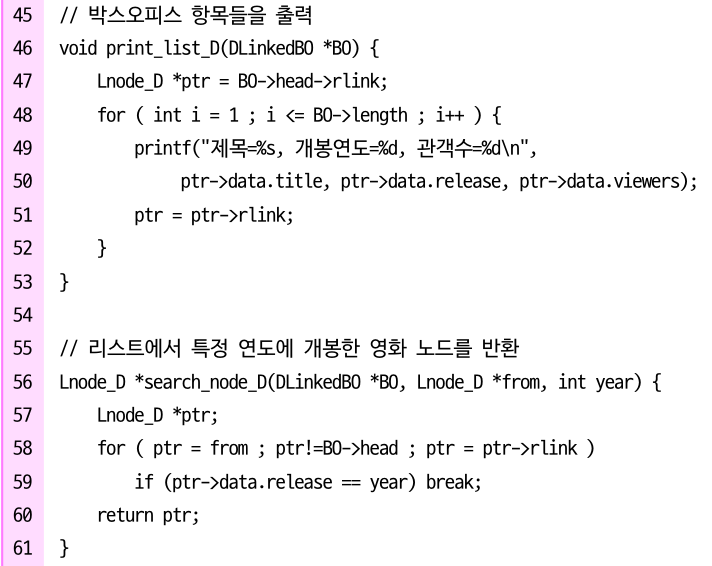 45 // 박스오피스 항목들을 출력
46 void print_list_D(DLinkedBO *BO) {
47     Lnode_D *ptr = BO->head->rlink;
48     for ( int i = 1 ; i <= BO->length ; i++ ) {
49         printf("제목=%s, 개봉연도=%d, 관객수=%d\n",
50             ptr->data.title, ptr->data.release, ptr->data.viewers);
51         ptr = ptr->rlink;
52     }
53 }
54
55 // 리스트에서 특정 연도에 개봉한 영화 노드를 반환
56 Lnode_D *search_node_D(DLinkedBO *BO, Lnode_D *from, int year) {
57     Lnode_D *ptr;
58     for ( ptr = from ; ptr!=BO->head ; ptr = ptr->rlink )
59         if (ptr->data.release == year) break;
60     return ptr;
61 }